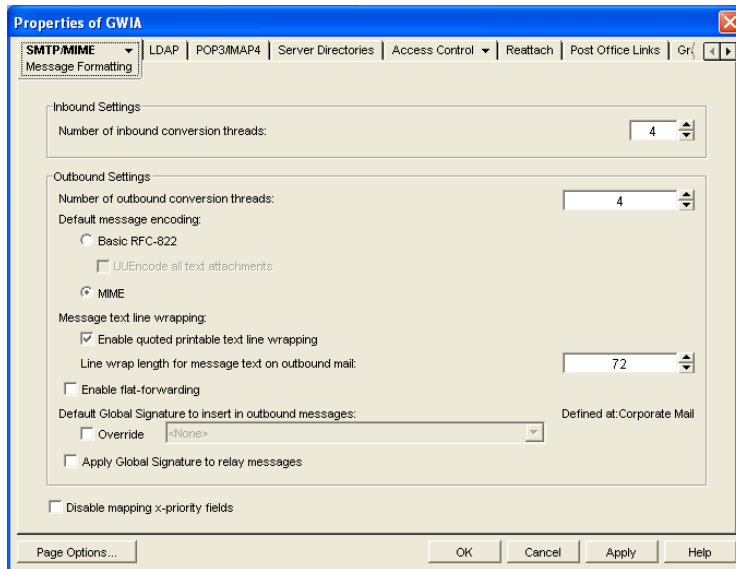 Properties of GWIA
SMTP/MIME LDAP POP3/IMAP4 Server Directories Access Control Reattach Post Office Links
Message Formatting
Inbound Settings
Number of inbound conversion threads: 4
Outbound Settings
Number of outbound conversion threads: 4
Default message encoding:
Basic RFC-822
UUEncode all text attachments
MIME
Message text line wrapping:
Enable quoted printable text line wrapping
Line wrap length for message text on outbound mail: 72
Enable flat-forwarding
Default Global Signature to insert in outbound messages: Defined at:Corporate Mail
Override <None>
Apply Global Signature to relay messages
Disable mapping x-priority fields
Page Options... OK Cancel Apply Help